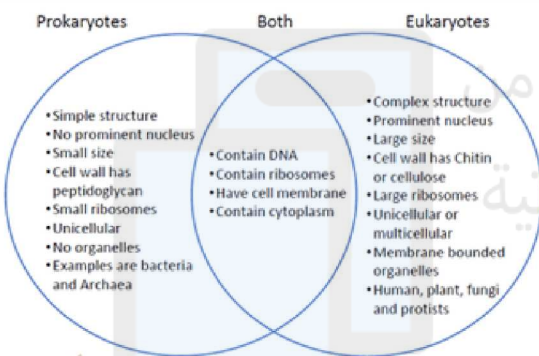 Prokaryotes
Both
Eukaryotes
•Simple structure
•No prominent nucleus
•Small size
•Cell wall has
peptidoglycan
•Small ribosomes
•Unicellular
•No organelles
•Examples are bacteria
and Archaea
•Contain DNA
•Contain ribosomes
•Have cell membrane
•Contain cytoplasm
•Complex structure
•Prominent nucleus
•Large size
•Cell wall has Chitin
or cellulose
•Large ribosomes
•Unicellular or
multicellular
•Membrane bounded
organelles
•Human, plant, fungi
and protists
من